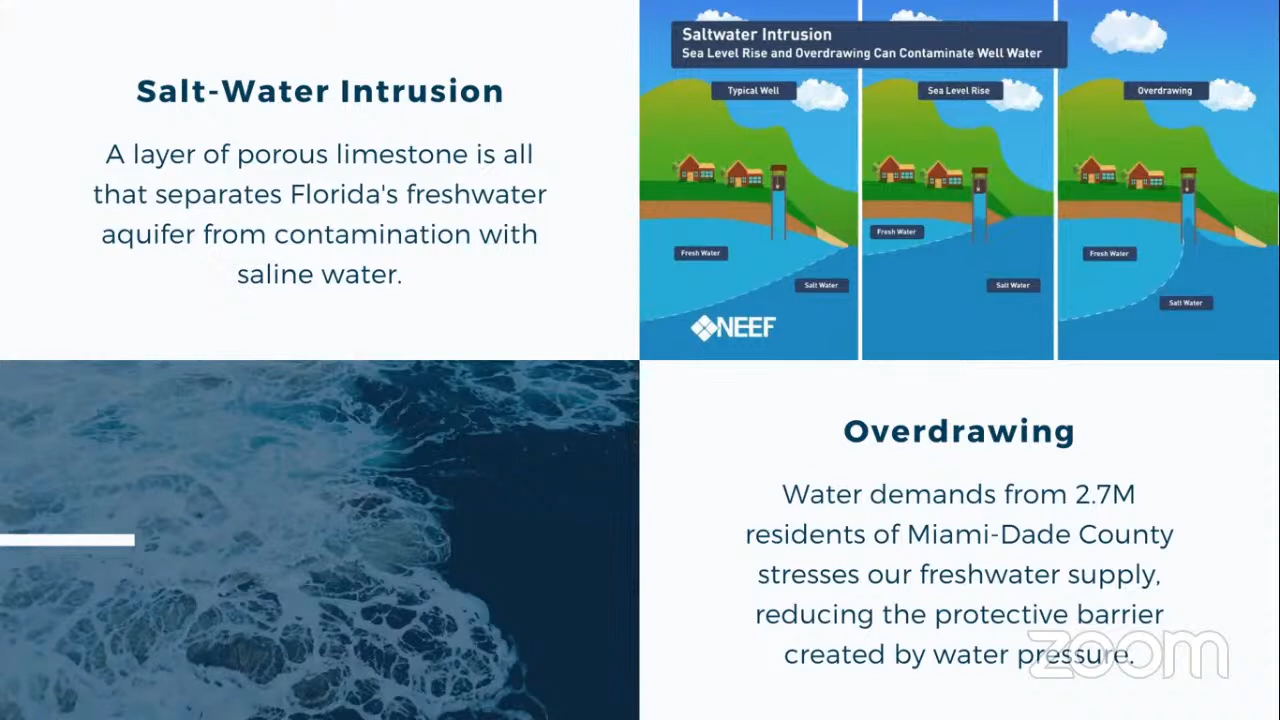 Salt-Water Intrusion
A layer of porous limestone is all
that separates Florida's freshwater
aquifer from contamination with
saline water.
Saltwater Intrusion
Sea Level Rise and Overdrawing Can Contaminate Well Water
Typical Well
Sea Level Rise
Overdrawing
Fresh Water
Salt Water
Fresh Water
Salt Water
Fresh Water
Salt Water
NEEF
Overdrawing
Water demands from 2.7M
residents of Miami-Dade County
stresses our freshwater supply,
reducing the protective barrier
created by water pressure.
zoom